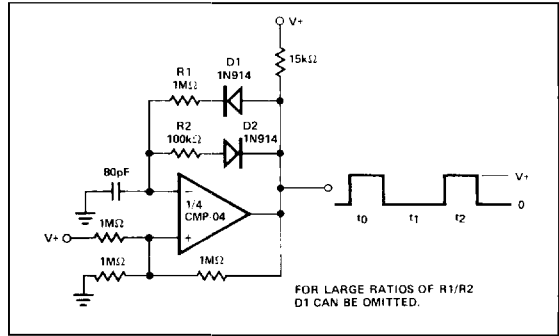 V+
15kΩ
R1
1MΩ
D1
1N914
R2
100kΩ
D2
1N914
80pF
−
1/4
CMP-04
+
V+
1MΩ
1MΩ
1MΩ
V+
0
t0
t1
t2
FOR LARGE RATIOS OF R1/R2
D1 CAN BE OMITTED.